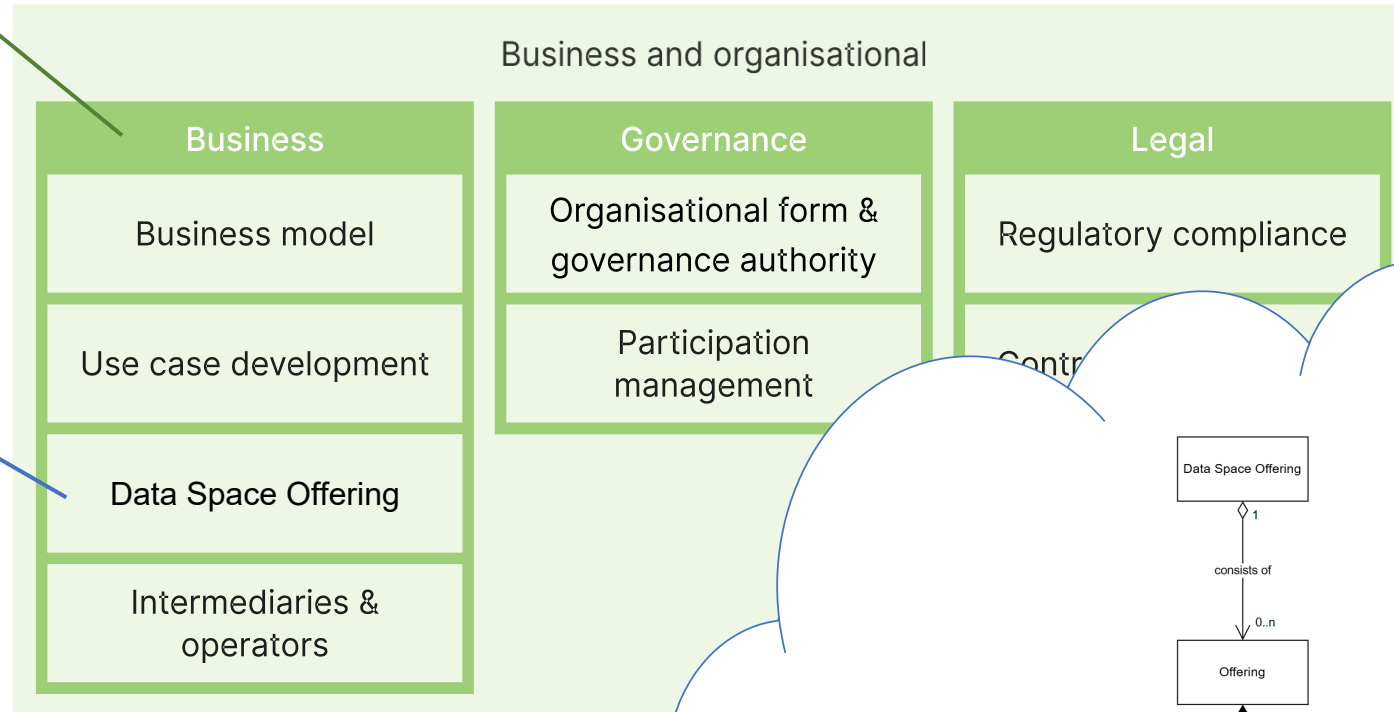 Business and organisational
Business
Business model
Use case development
Data Space Offering
Intermediaries &
operators
Governance
Organisational form &
governance authority
Participation
management
Legal
Regulatory compliance
Data Space Offering
1
consists of
0..n
Offering